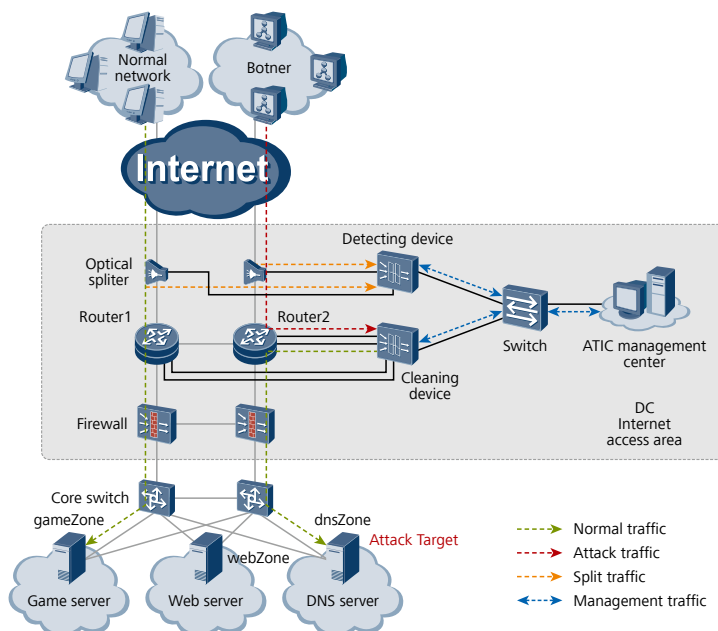 Normal
network
Botner
Internet
Detecting device
Optical
spliter
Router1
Router2
Switch
ATIC management
center
Cleaning
device
Firewall
DC
Internet
access area
Core switch
gameZone
dnsZone
Attack Target
webZone
Game server
Web server
DNS server
Normal traffic
Attack traffic
Split traffic
Management traffic